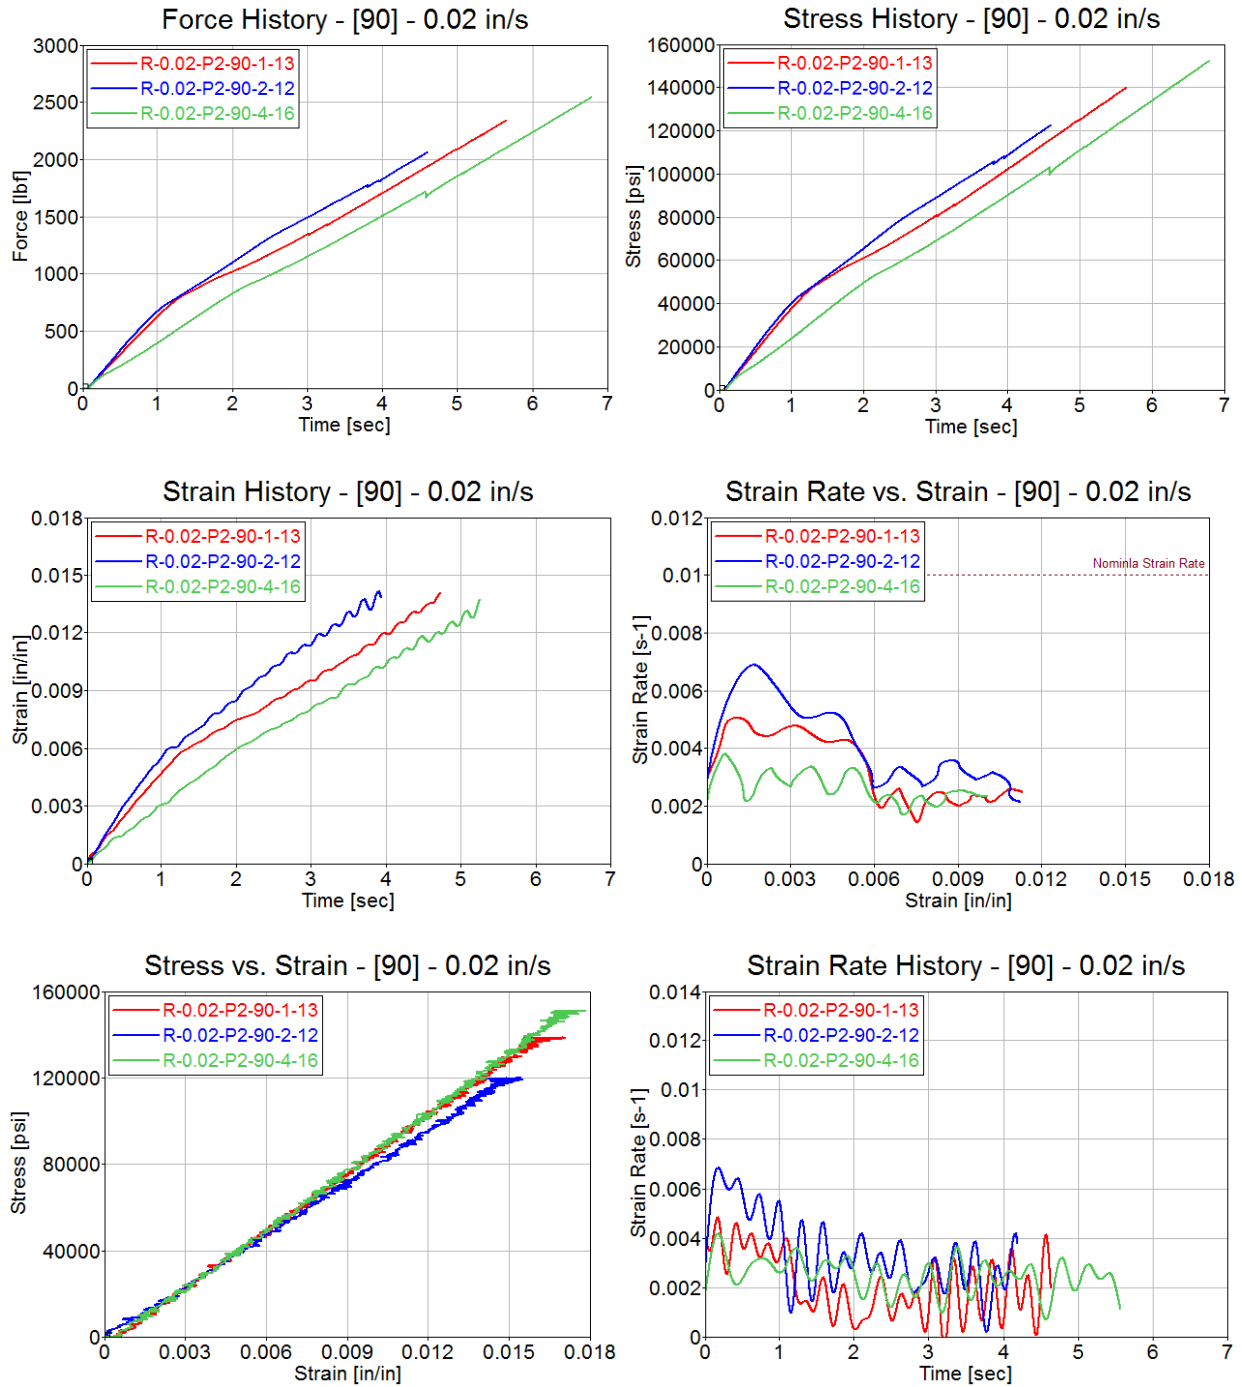 Force History - [90] - 0.02 in/s
3000
2500
2000
1500
1000
500
0
Force [lbf]
R-0.02-P2-90-1-13
R-0.02-P2-90-2-12
R-0.02-P2-90-4-16
0 1 2 3 4 5 6 7
Time [sec]
Stress History - [90] - 0.02 in/s
160000
140000
120000
100000
80000
60000
40000
20000
0
Stress [psi]
R-0.02-P2-90-1-13
R-0.02-P2-90-2-12
R-0.02-P2-90-4-16
0 1 2 3 4 5 6 7
Time [sec]
Strain History - [90] - 0.02 in/s
0.018
0.015
0.012
0.009
0.006
0.003
0
Strain [in/in]
R-0.02-P2-90-1-13
R-0.02-P2-90-2-12
R-0.02-P2-90-4-16
0 1 2 3 4 5 6 7
Time [sec]
Strain Rate vs. Strain - [90] - 0.02 in/s
0.012
0.01
0.008
0.006
0.004
0.002
0
Strain Rate [s-1]
R-0.02-P2-90-1-13
R-0.02-P2-90-2-12
R-0.02-P2-90-4-16
Nominla Strain Rate
0 0.003 0.006 0.009 0.012 0.015 0.018
Strain [in/in]
Stress vs. Strain - [90] - 0.02 in/s
160000
120000
80000
40000
0
Stress [psi]
R-0.02-P2-90-1-13
R-0.02-P2-90-2-12
R-0.02-P2-90-4-16
0 0.003 0.006 0.009 0.012 0.015 0.018
Strain [in/in]
Strain Rate History - [90] - 0.02 in/s
0.014
0.012
0.01
0.008
0.006
0.004
0.002
0
Strain Rate [s-1]
R-0.02-P2-90-1-13
R-0.02-P2-90-2-12
R-0.02-P2-90-4-16
0 1 2 3 4 5 6 7
Time [sec]